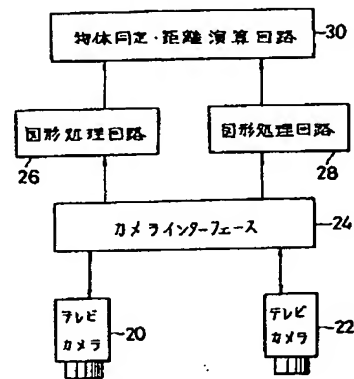 物体同定・距離演算回路
30
図形処理回路
26
図形処理回路
28
カメラインターフェース
24
テレビ
カメラ
20
テレビ
カメラ
22